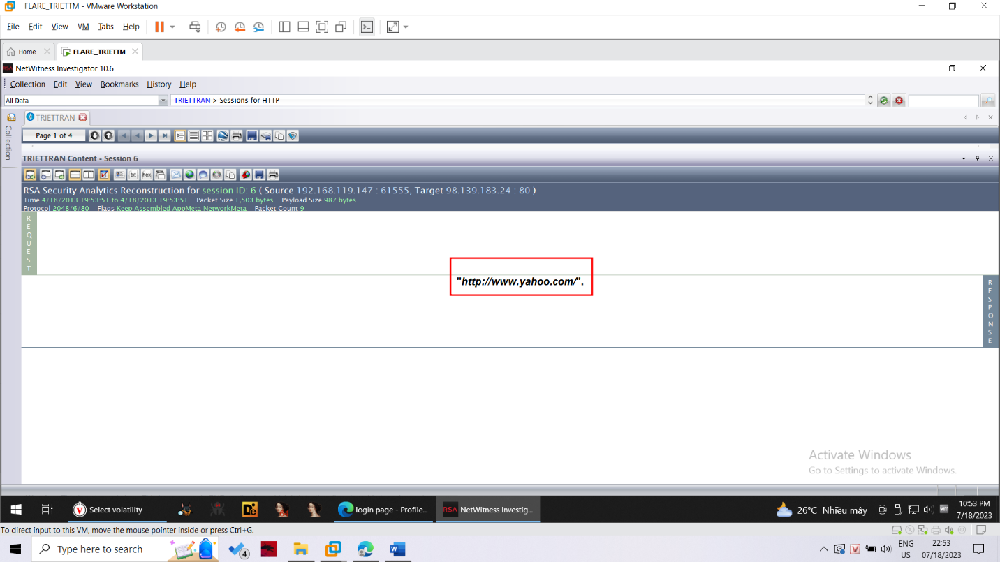 FLARE_TRIETTM - VMware Workstation
File Edit View VM Tabs Help
Home FLARE_TRIETTM
RSA NetWitness Investigator 10.6
Collection Edit View Bookmarks History Help
All Data TRIETTRAN > Sessions for HTTP
Collection
TRIETTRAN
Page 1 of 4
TRIETTRAN Content - Session 6
txt hex
RSA Security Analytics Reconstruction for session ID: 6 ( Source 192.168.119.147 : 61555, Target 98.139.183.24 : 80 )
Time 4/18/2013 19:53:51 to 4/18/2013 19:53:51 Packet Size 1,503 bytes Payload Size 987 bytes
Protocol 2048/6/80 Flags Keep Assembled AppMeta NetworkMeta Packet Count 9
REQUEST
"http://www.yahoo.com/".
RESPONSE
Activate Windows
Go to Settings to activate Windows.
Select volatility De login page - Profile... RSA NetWitness Investig... 26°C Nhiều mây 10:53 PM
7/18/2023
To direct input to this VM, move the mouse pointer inside or press Ctrl+G.
Type here to search 4 ENG 22:53
US 07/18/2023